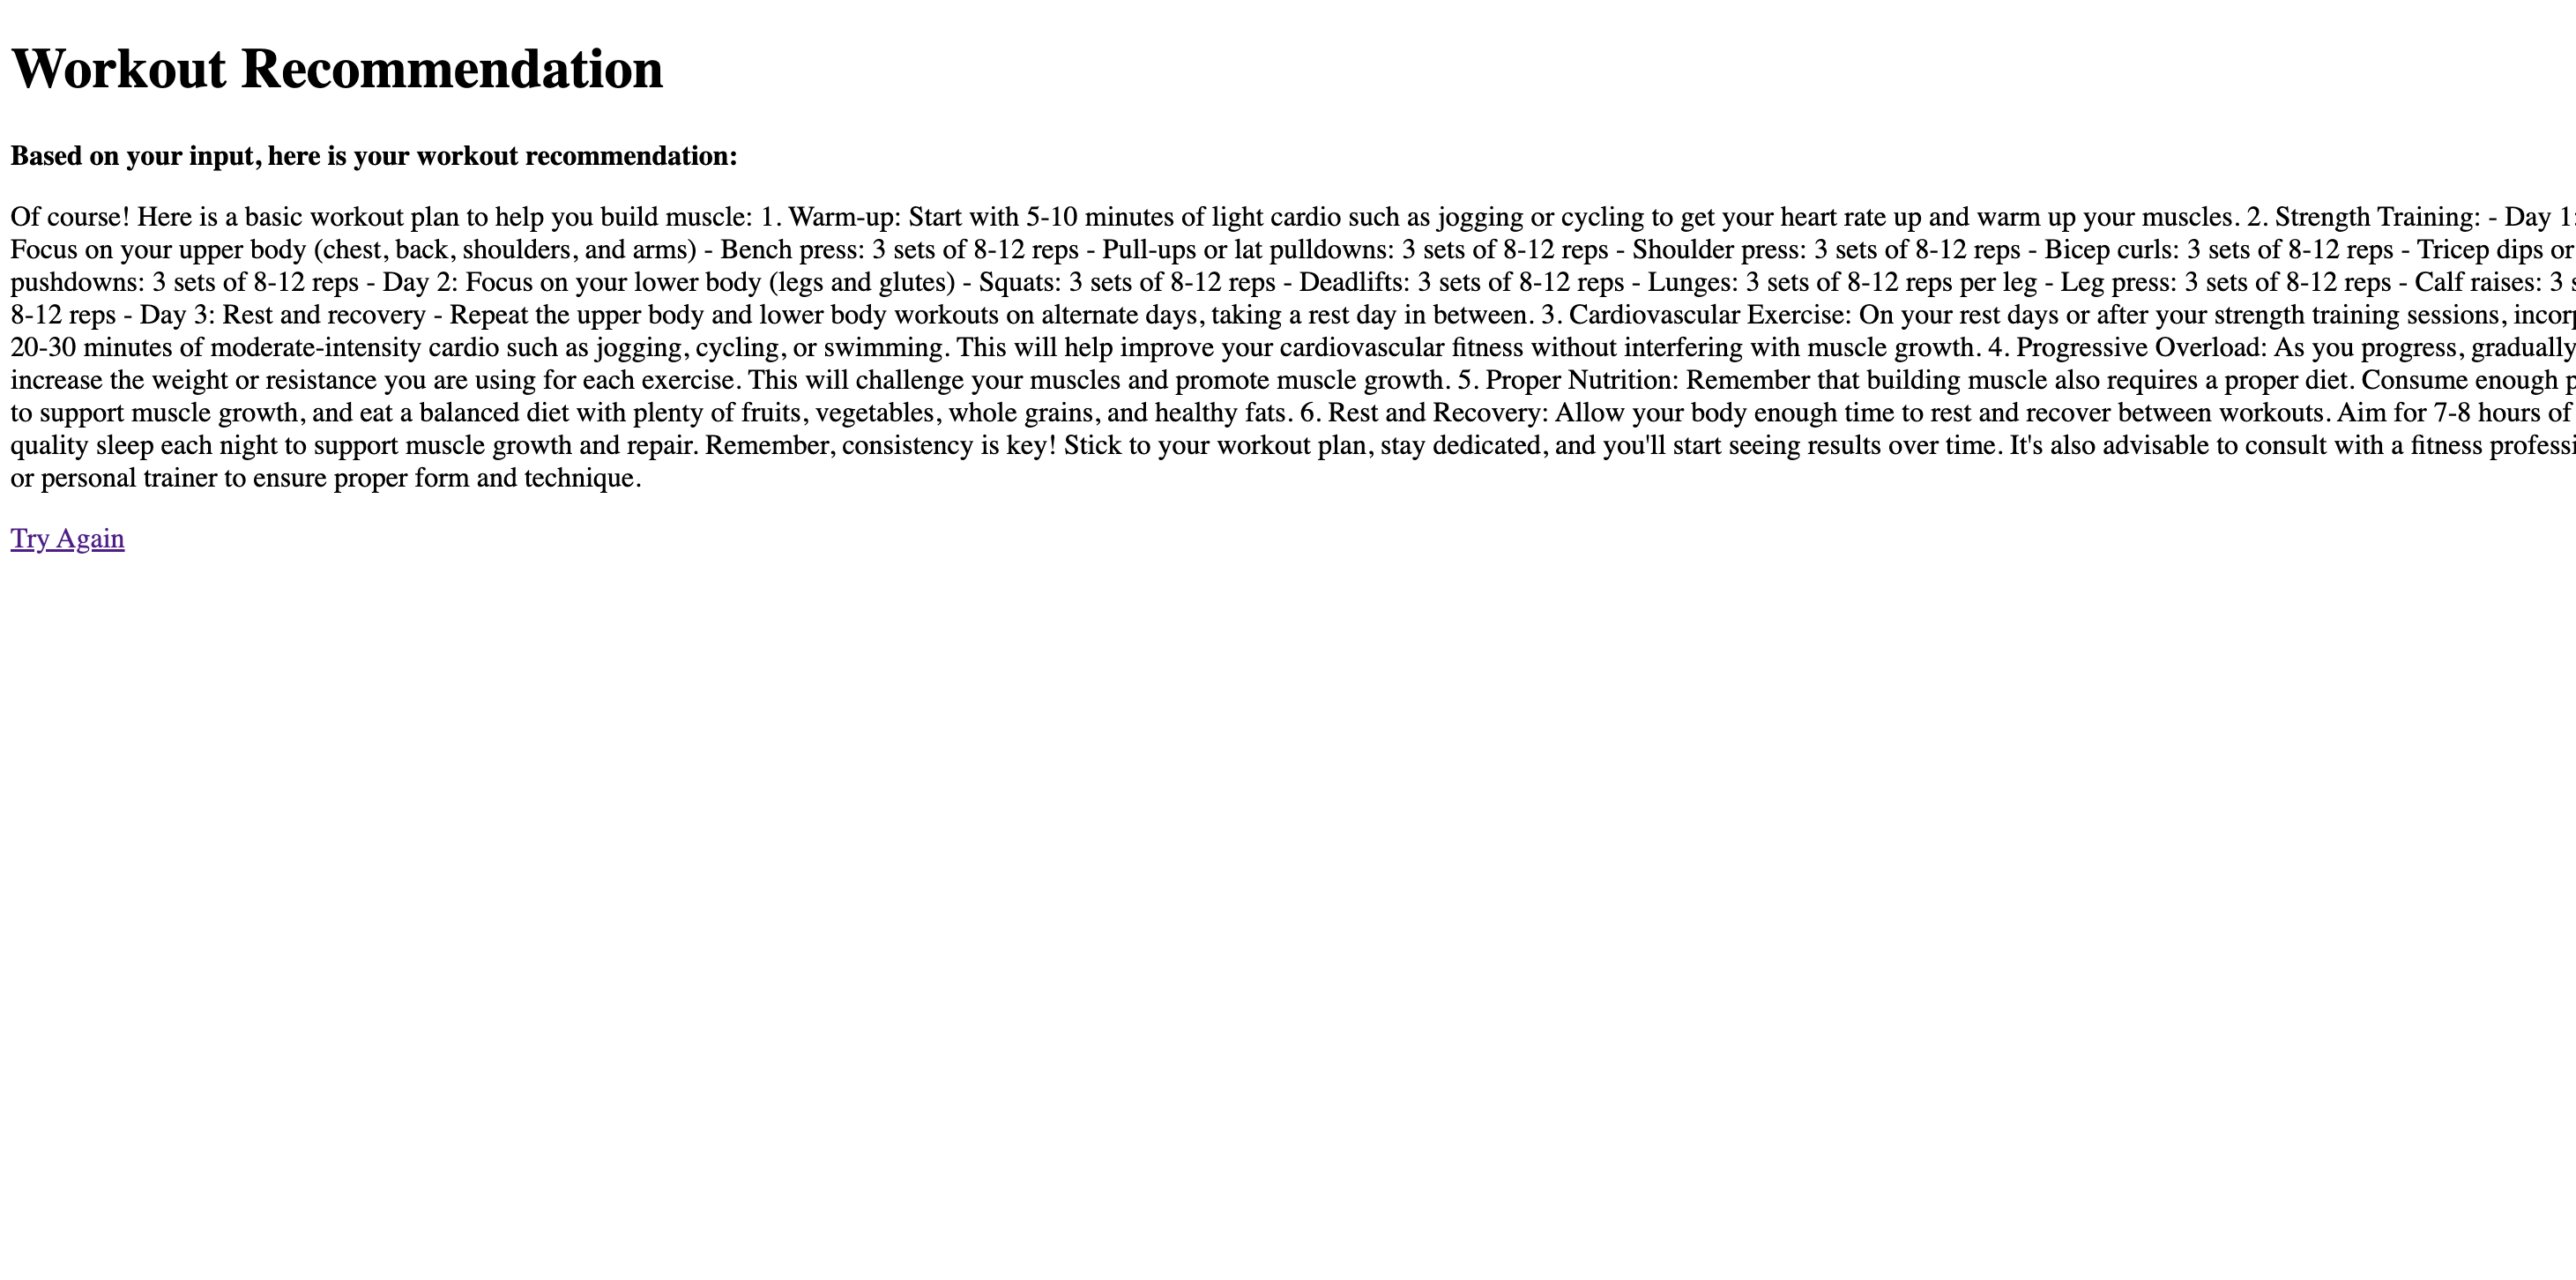 Workout Recommendation
Based on your input, here is your workout recommendation:
Of course! Here is a basic workout plan to help you build muscle: 1. Warm-up: Start with 5-10 minutes of light cardio such as jogging or cycling to get your heart rate up and warm up your muscles. 2. Strength Training: - Day 1:
Focus on your upper body (chest, back, shoulders, and arms) - Bench press: 3 sets of 8-12 reps - Pull-ups or lat pulldowns: 3 sets of 8-12 reps - Shoulder press: 3 sets of 8-12 reps - Bicep curls: 3 sets of 8-12 reps - Tricep dips or
pushdowns: 3 sets of 8-12 reps - Day 2: Focus on your lower body (legs and glutes) - Squats: 3 sets of 8-12 reps - Deadlifts: 3 sets of 8-12 reps - Lunges: 3 sets of 8-12 reps per leg - Leg press: 3 sets of 8-12 reps - Calf raises: 3
8-12 reps - Day 3: Rest and recovery - Repeat the upper body and lower body workouts on alternate days, taking a rest day in between. 3. Cardiovascular Exercise: On your rest days or after your strength training sessions,
20-30 minutes of moderate-intensity cardio such as jogging, cycling, or swimming. This will help improve your cardiovascular fitness without interfering with muscle growth. 4. Progressive Overload: As you progress, gradually
increase the weight or resistance you are using for each exercise. This will challenge your muscles and promote muscle growth. 5. Proper Nutrition: Remember that building muscle also requires a proper diet. Consume enough
to support muscle growth, and eat a balanced diet with plenty of fruits, vegetables, whole grains, and healthy fats. 6. Rest and Recovery: Allow your body enough time to rest and recover between workouts. Aim for 7-8 hours of
quality sleep each night to support muscle growth and repair. Remember, consistency is key! Stick to your workout plan, stay dedicated, and you'll start seeing results over time. It's also advisable to consult with a fitness
or personal trainer to ensure proper form and technique.
Try Again